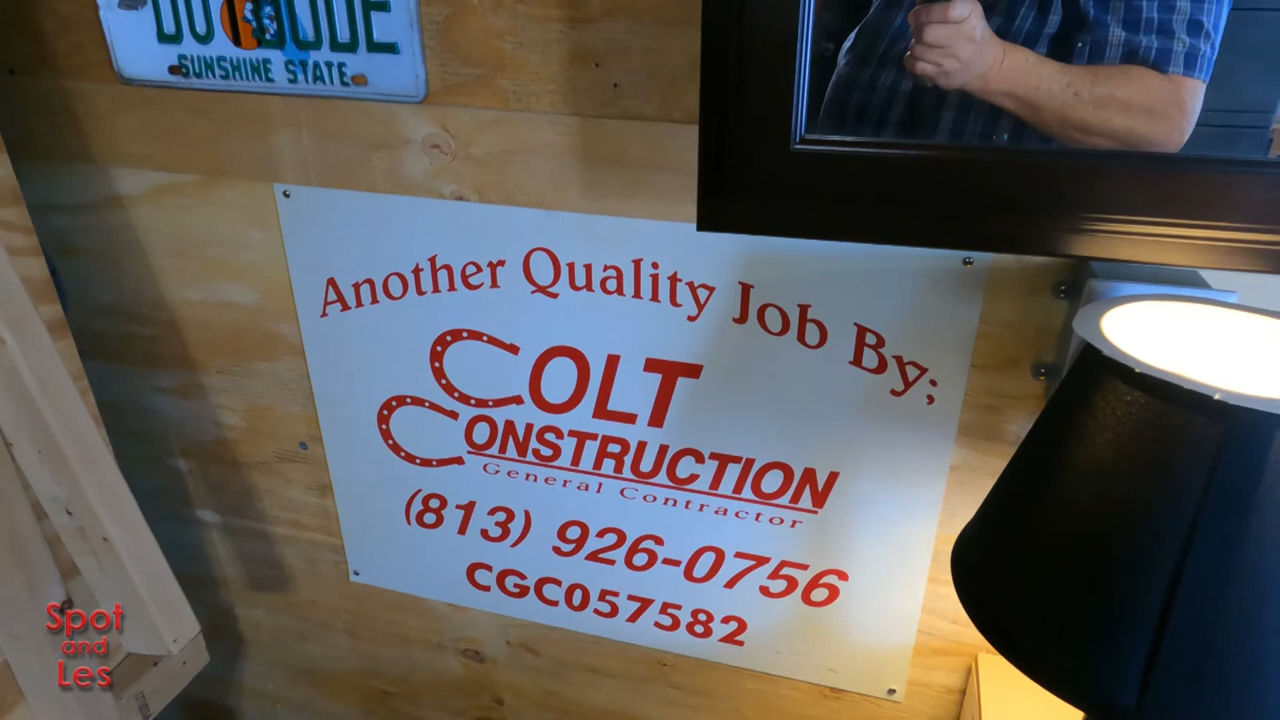 SUNSHINE STATE
Another Quality Job By;
COLT
CONSTRUCTION
General Contractor
(813) 926-0756
CGC057582
Spot
and
Les